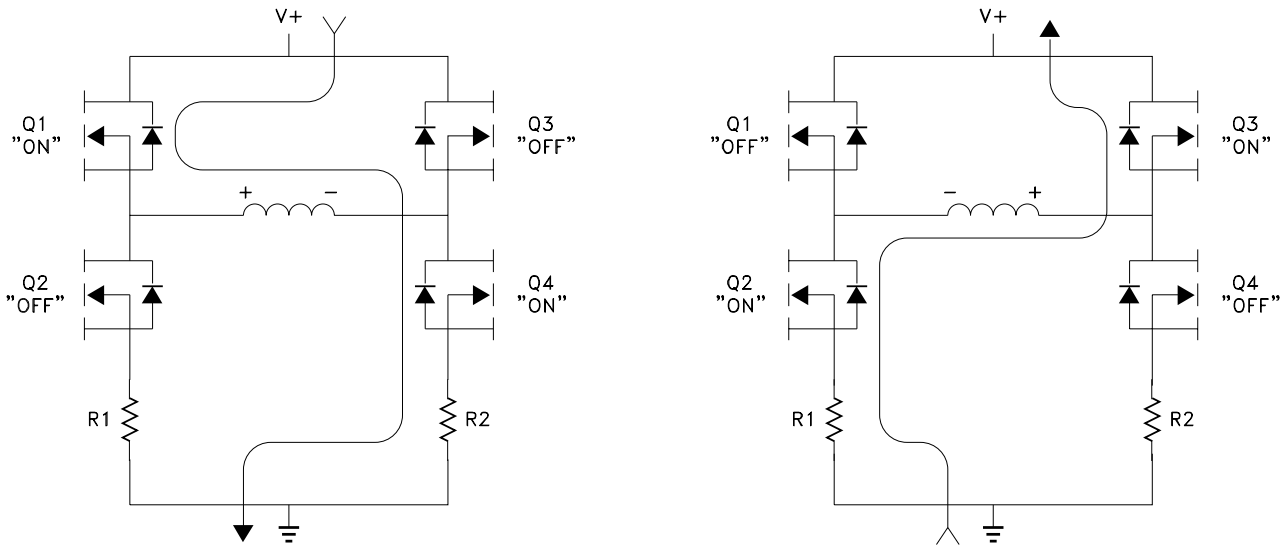 V+
Q1
"ON"
Q3
"OFF"
+ -
Q2
"OFF"
Q4
"ON"
R1
R2
V+
Q1
"OFF"
Q3
"ON"
- +
Q2
"ON"
Q4
"OFF"
R1
R2